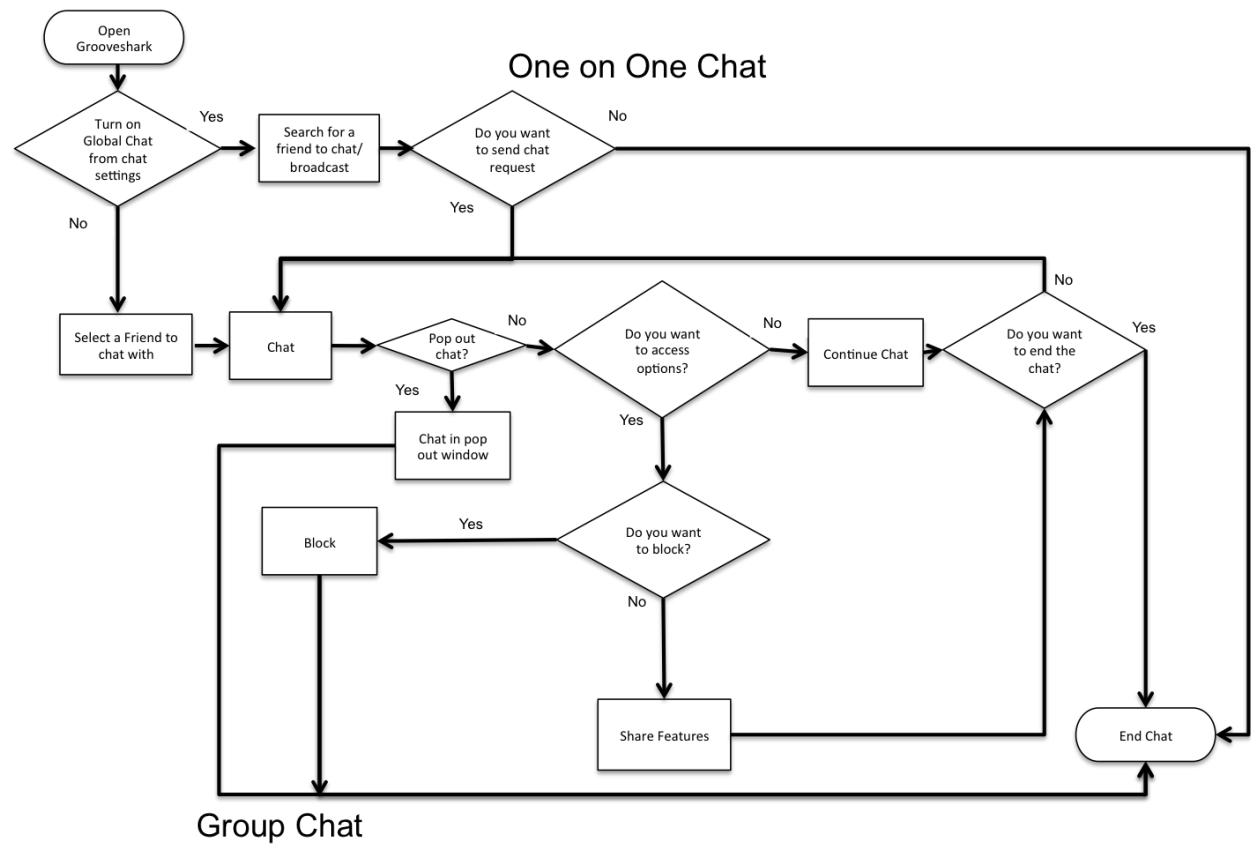 Open
Grooveshark
One on One Chat
Turn on
Global Chat
from chat
settings
Yes
No
Search for a
friend to chat/
broadcast
Do you want
to send chat
request
No
Yes
Select a Friend to
chat with
Chat
Pop out
chat?
No
Yes
Chat in pop
out window
Do you want
to access
options?
No
Yes
Continue Chat
Do you want
to end the
chat?
No
Yes
Do you want
to block?
Yes
No
Block
Share Features
End Chat
Group Chat